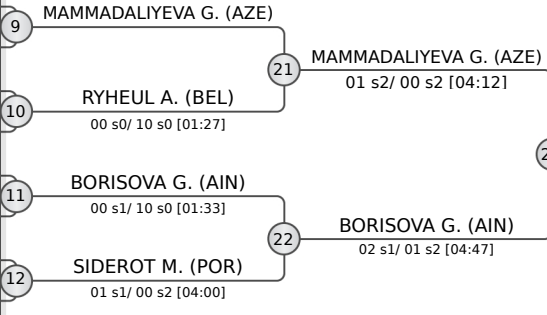 MAMMADALIYEVA G. (AZE)
9
21
MAMMADALIYEVA G. (AZE)
01 s2/ 00 s2 [04:12]
RYHEUL A. (BEL)
10
00 s0/ 10 s0 [01:27]
BORISOVA G. (AIN)
11
00 s1/ 10 s0 [01:33]
22
BORISOVA G. (AIN)
02 s1/ 01 s2 [04:47]
SIDEROT M. (POR)
12
01 s1/ 00 s2 [04:00]